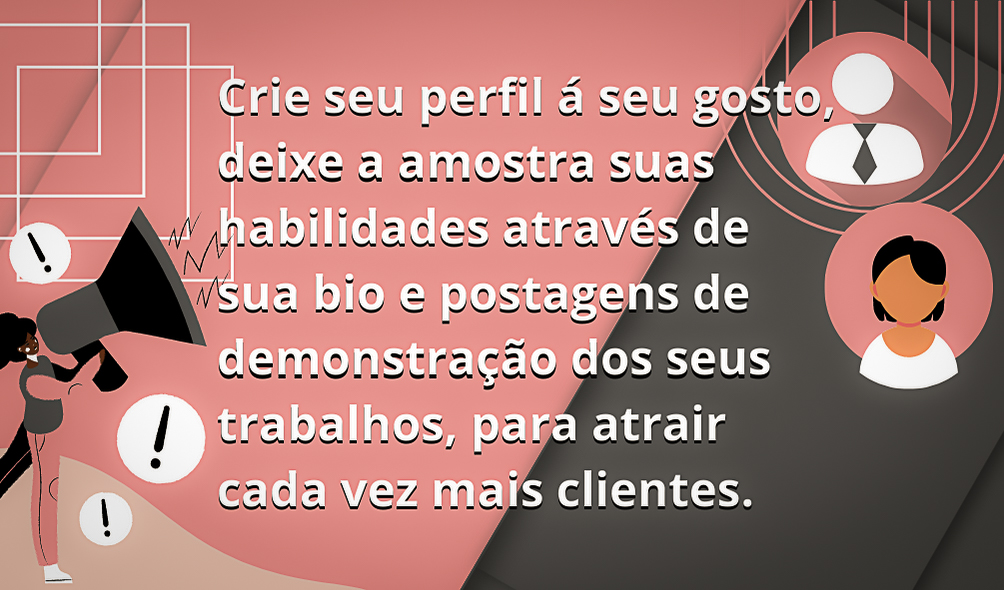 Crie seu perfil á seu gosto,
deixe a amostra suas
habilidades através de
sua bio e postagens de
demonstração dos seus
trabalhos, para atrair
cada vez mais clientes.